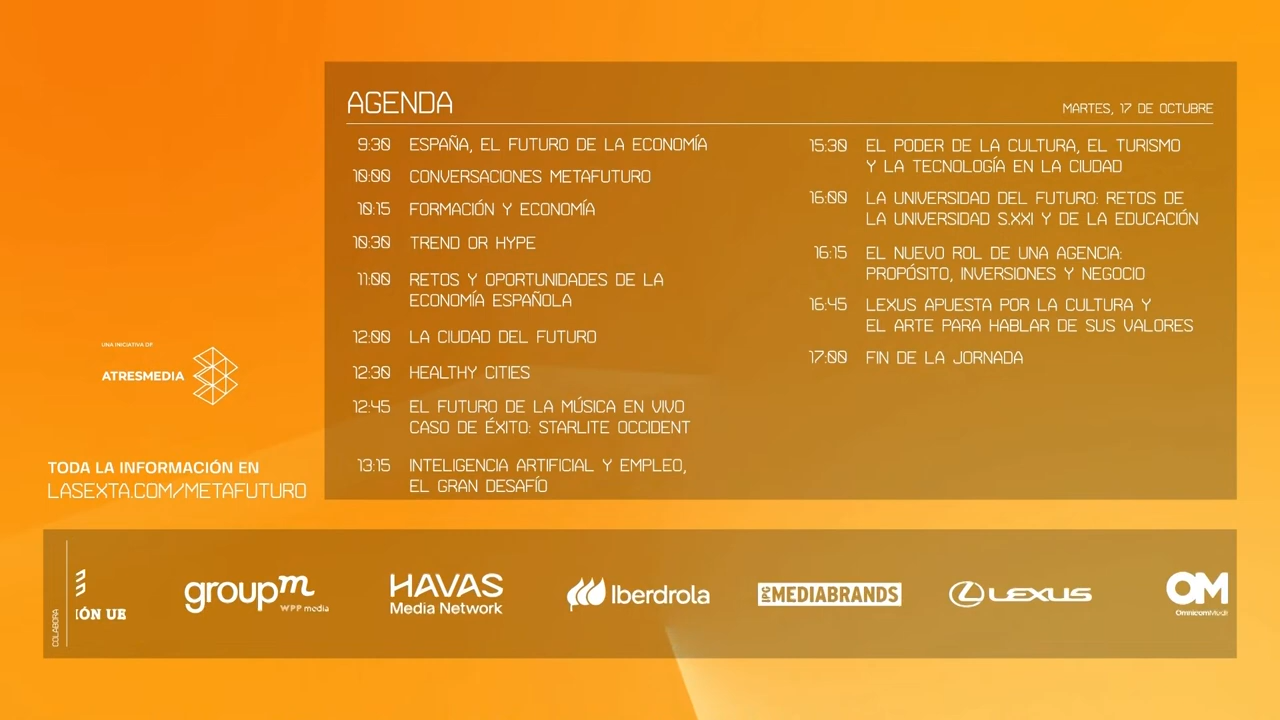 AGENDA
MARTES, 17 DE OCTUBRE
9:30 ESPAÑA, EL FUTURO DE LA ECONOMÍA
10:00 CONVERSACIONES METAFUTURO
10:15 FORMACIÓN Y ECONOMÍA
10:30 TREND OR HYPE
11:00 RETOS Y OPORTUNIDADES DE LA
ECONOMÍA ESPAÑOLA
12:00 LA CIUDAD DEL FUTURO
12:30 HEALTHY CITIES
12:45 EL FUTURO DE LA MÚSICA EN VIVO
CASO DE ÉXITO: STARLITE OCCIDENT
13:15 INTELIGENCIA ARTIFICIAL Y EMPLEO,
EL GRAN DESAFÍO
15:30 EL PODER DE LA CULTURA, EL TURISMO
Y LA TECNOLOGÍA EN LA CIUDAD
16:00 LA UNIVERSIDAD DEL FUTURO: RETOS DE
LA UNIVERSIDAD S.XXI Y DE LA EDUCACIÓN
16:15 EL NUEVO ROL DE UNA AGENCIA:
PROPÓSITO, INVERSIONES Y NEGOCIO
16:45 LEXUS APUESTA POR LA CULTURA Y
EL ARTE PARA HABLAR DE SUS VALORES
17:00 FIN DE LA JORNADA
UNA INICIATIVA DE
ATRESMEDIA
TODA LA INFORMACIÓN EN
LASEXTA.COM/METAFUTURO
COLABORA
IÓN UE
groupm
WPP media
HAVAS
Media Network
Iberdrola
IPG MEDIABRANDS
LEXUS
OM